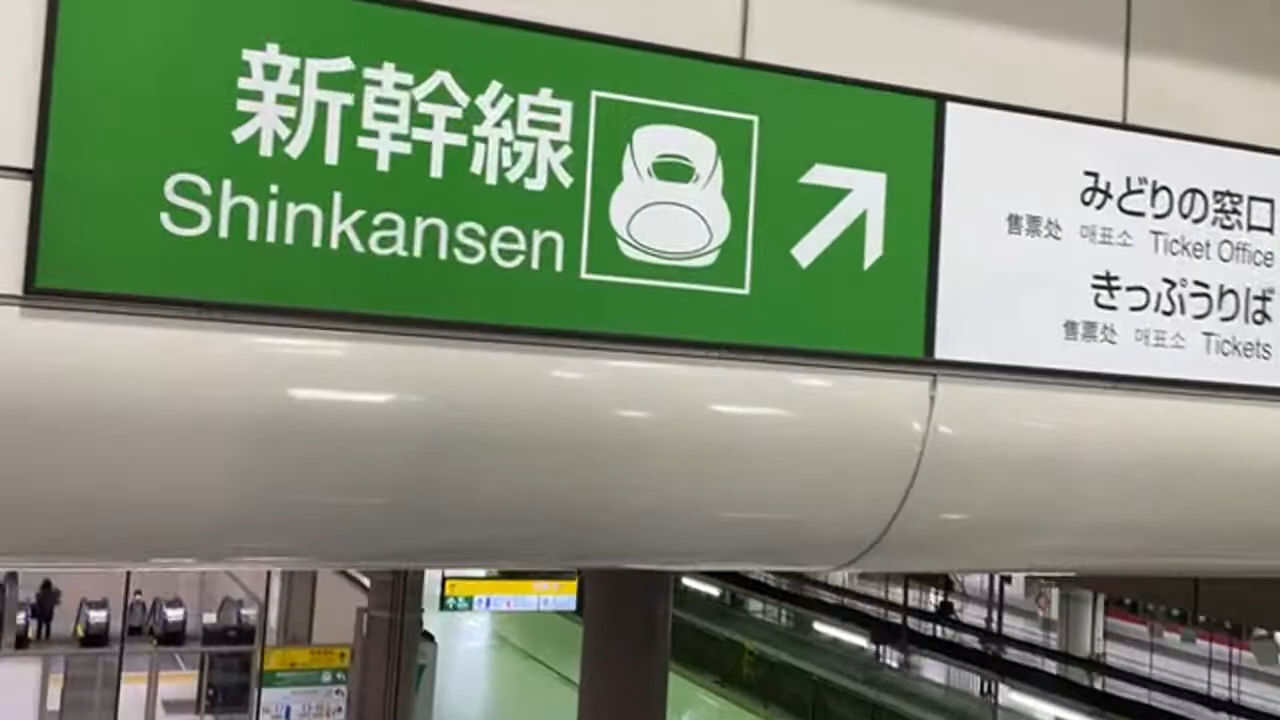 新幹線
Shinkansen
みどりの窓口
售票处 매표소 Ticket Office
きっぷうりば
售票处 매표소 Tickets